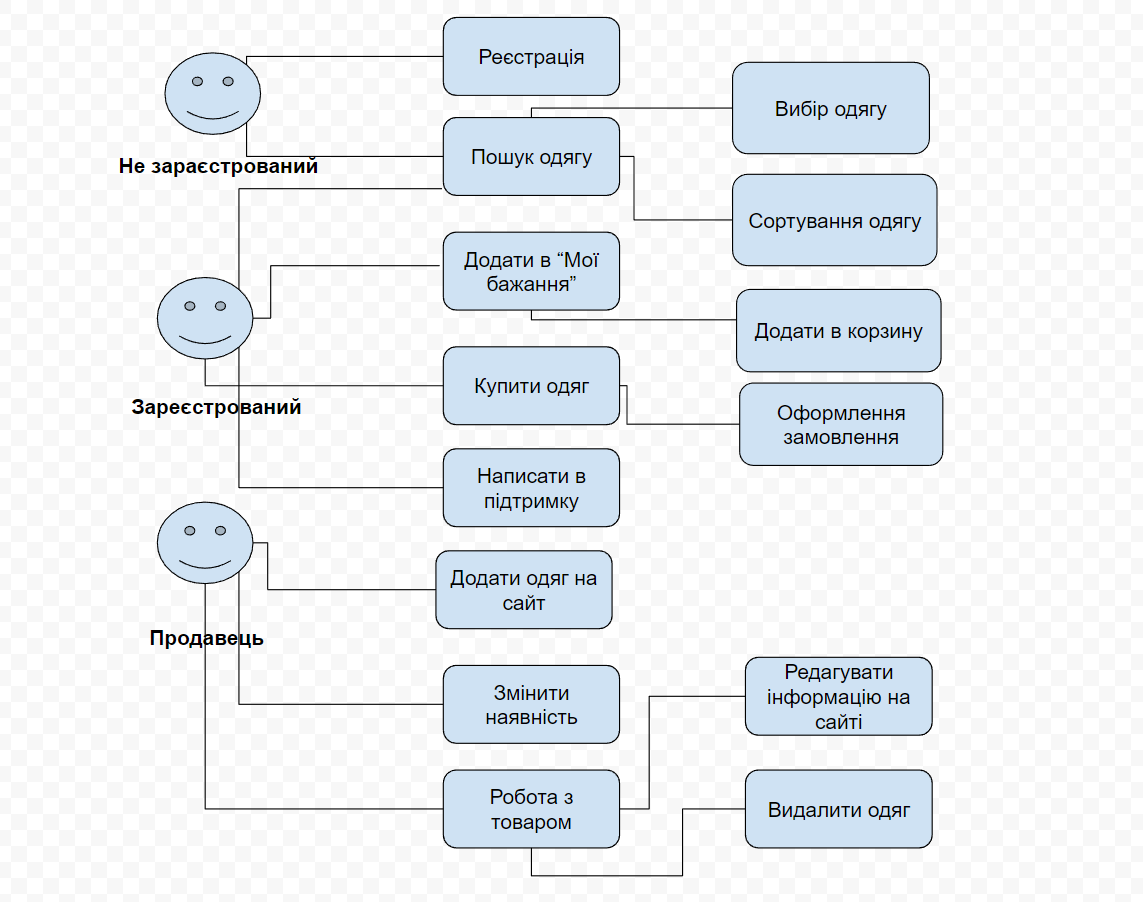 Реєстрація
Вибір одягу
Пошук одягу
Не зараєстрований
Сортування одягу
Додати в “Мої
бажання”
Додати в корзину
Купити одяг
Зареєстрований
Оформлення
замовлення
Написати в
підтримку
Додати одяг на
сайт
Продавець
Змінити
наявність
Редагувати
інформацію на
сайті
Робота з
товаром
Видалити одяг